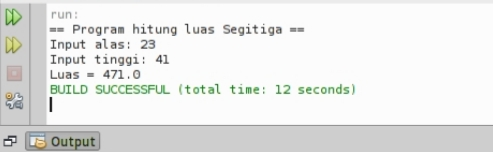 run:
== Program hitung luas Segitiga ==
Input alas: 23
Input tinggi: 41
Luas = 471.0
BUILD SUCCESSFUL (total time: 12 seconds)
Output